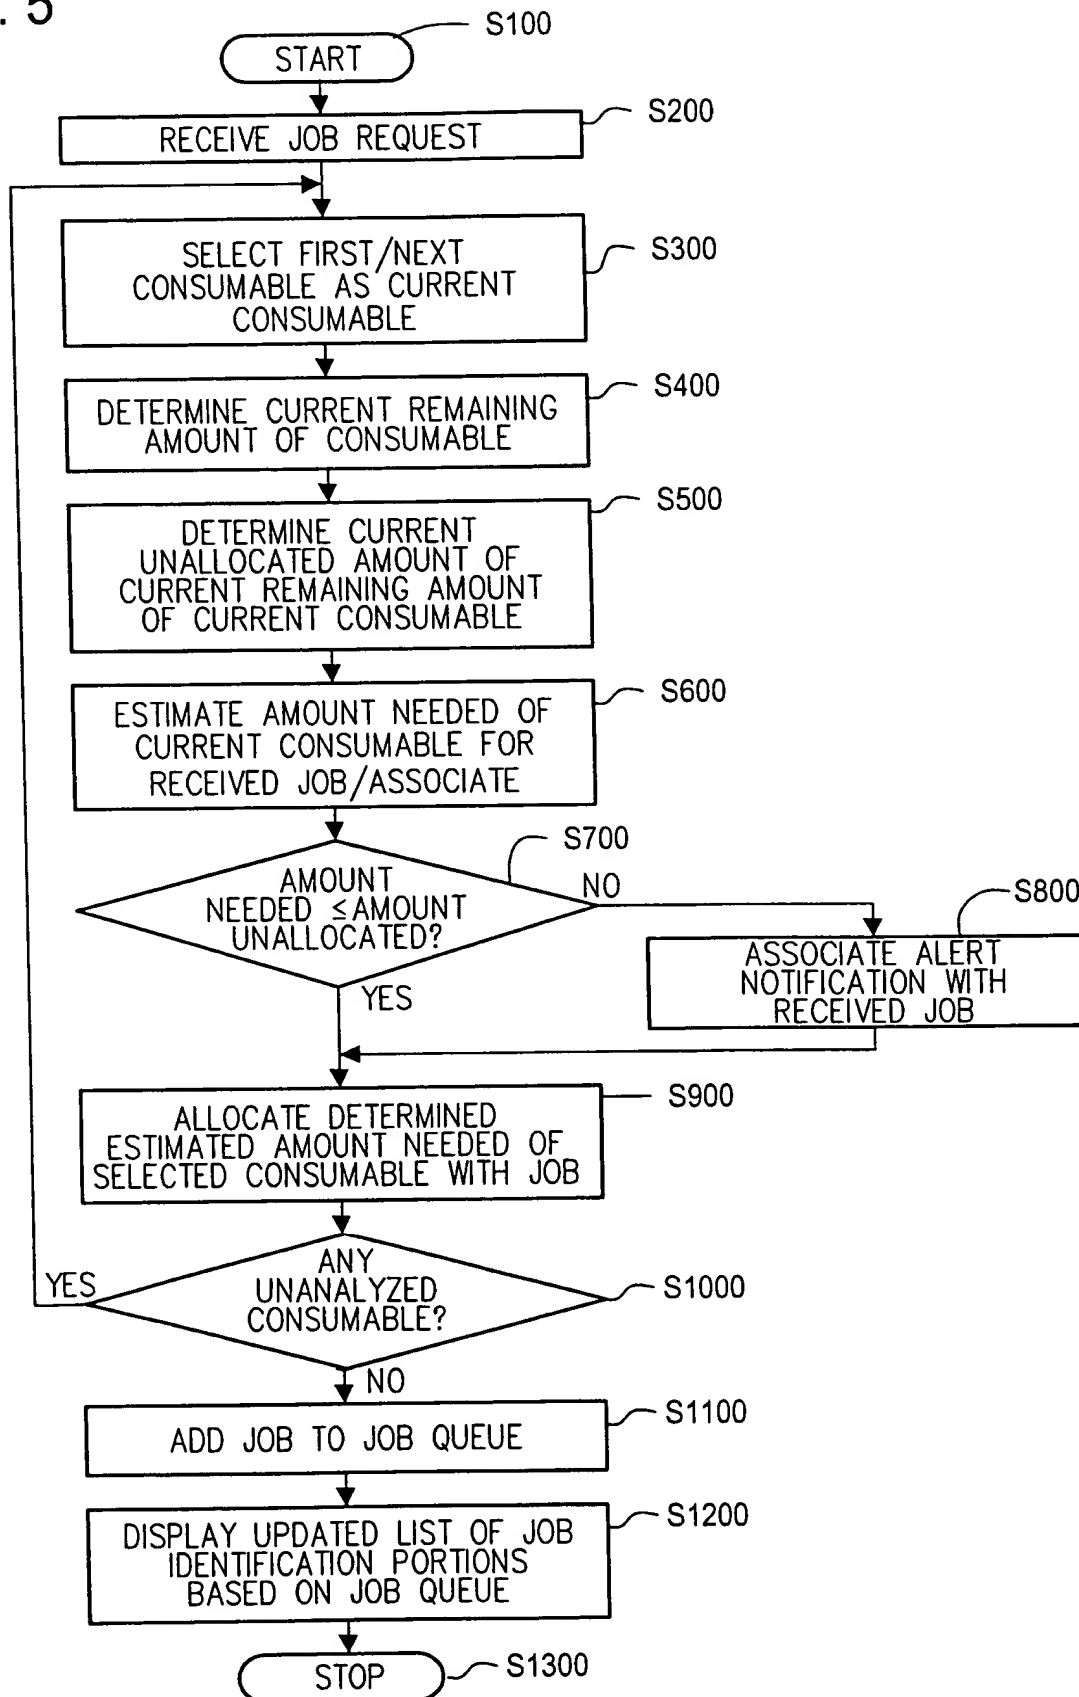 . 5
S100
START
S200
RECEIVE JOB REQUEST
S300
SELECT FIRST/NEXT
CONSUMABLE AS CURRENT
CONSUMABLE
S400
DETERMINE CURRENT REMAINING
AMOUNT OF CONSUMABLE
S500
DETERMINE CURRENT
UNALLOCATED AMOUNT OF
CURRENT REMAINING AMOUNT
OF CURRENT CONSUMABLE
S600
ESTIMATE AMOUNT NEEDED OF
CURRENT CONSUMABLE FOR
RECEIVED JOB/ASSOCIATE
S700
AMOUNT
NEEDED ≤AMOUNT
UNALLOCATED?
NO
YES
S800
ASSOCIATE ALERT
NOTIFICATION WITH
RECEIVED JOB
S900
ALLOCATE DETERMINED
ESTIMATED AMOUNT NEEDED OF
SELECTED CONSUMABLE WITH JOB
YES
ANY
UNANALYZED
CONSUMABLE?
S1000
NO
S1100
ADD JOB TO JOB QUEUE
S1200
DISPLAY UPDATED LIST OF JOB
IDENTIFICATION PORTIONS
BASED ON JOB QUEUE
STOP
S1300